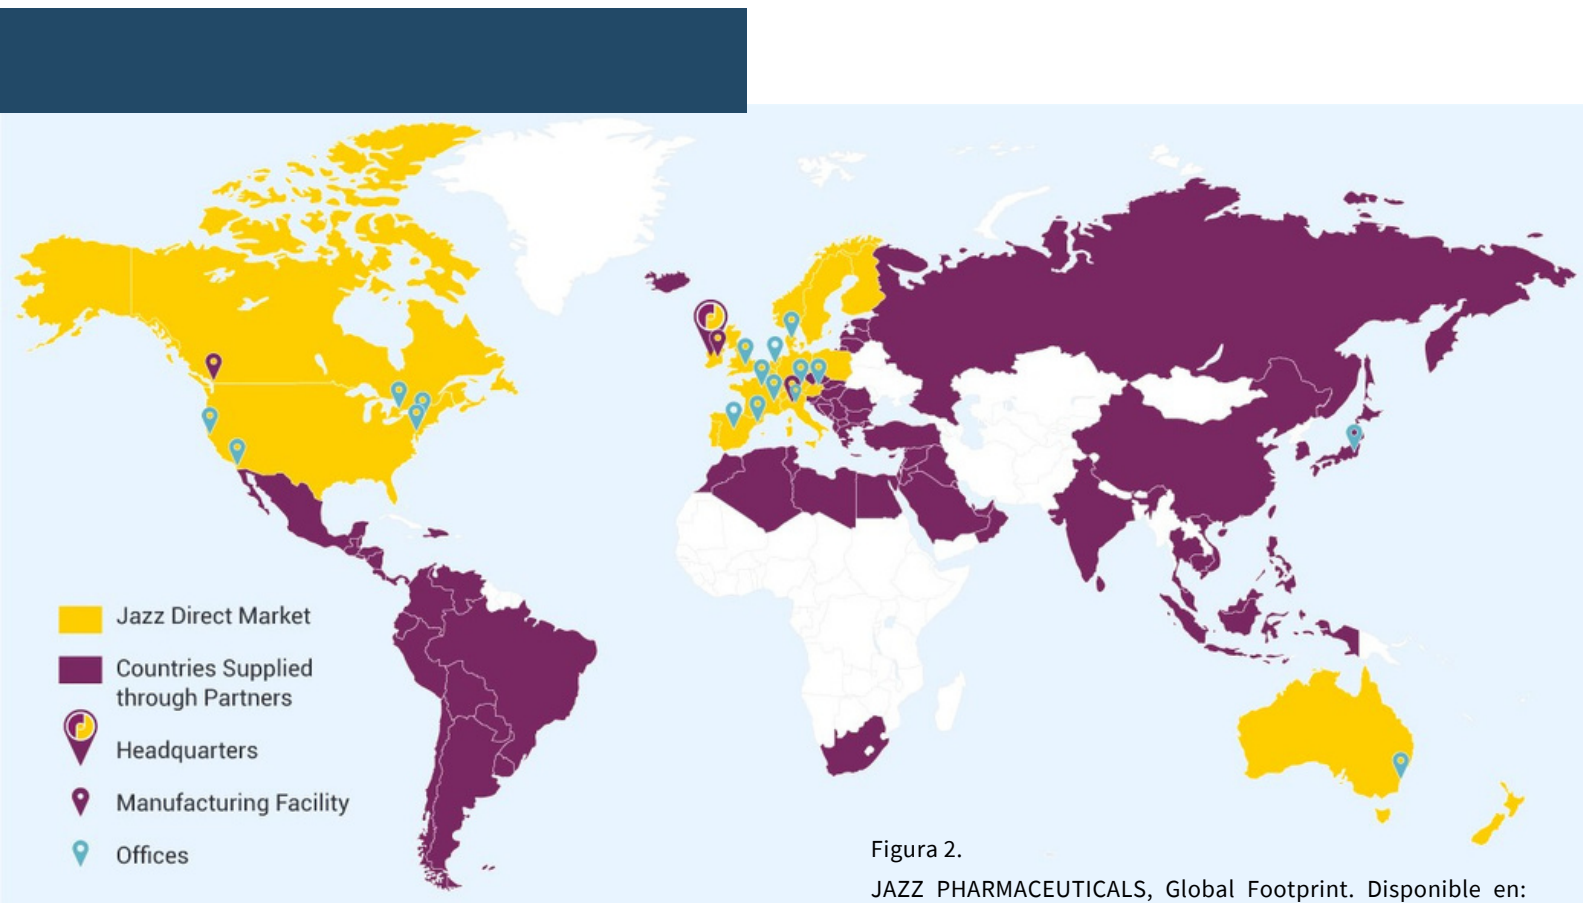 Jazz Direct Market
Countries Supplied
through Partners
Headquarters
Manufacturing Facility
Offices
Figura 2.
JAZZ PHARMACEUTICALS, Global Footprint. Disponible en: